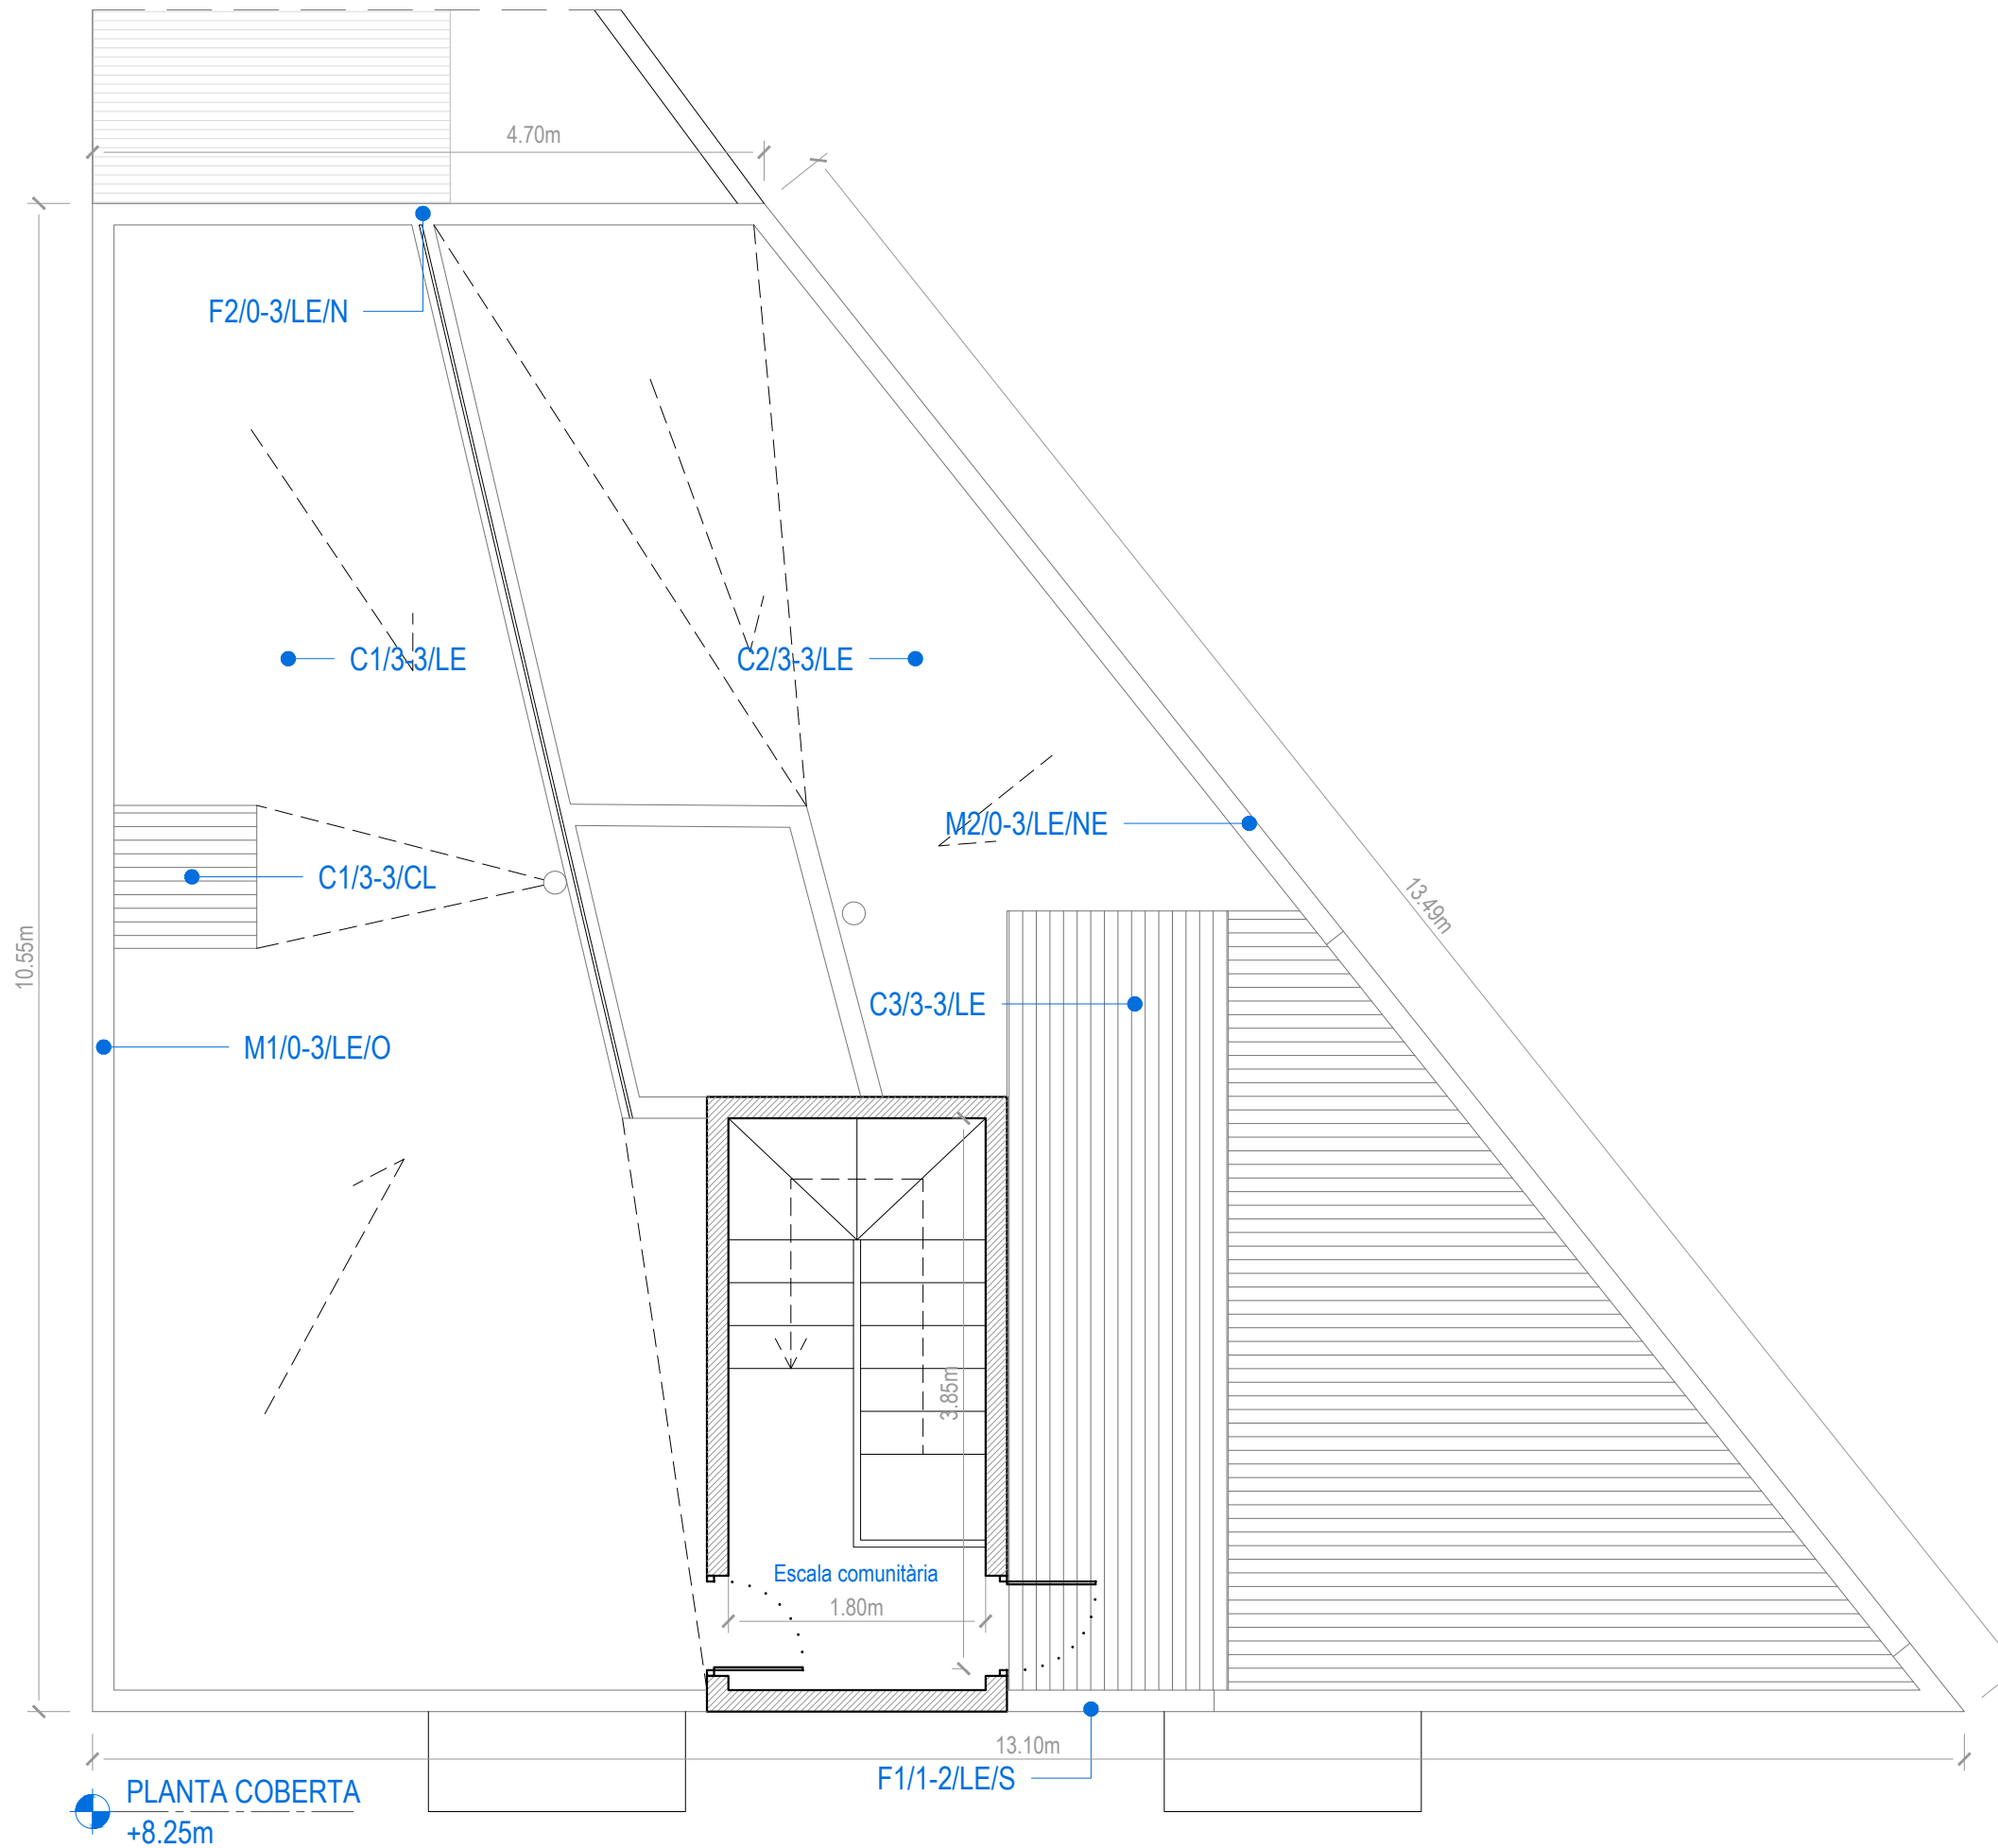 4.70m
F2/0-3/LE/N
C1/3-3/LE
C2/3-3/LE
M2/0-3/LE/NE
C1/3-3/CL
13.49m
10.55m
C3/3-3/LE
M1/0-3/LE/O
3.85m
Escala comunitària
1.80m
13.10m
F1/1-2/LE/S
PLANTA COBERTA
+8.25m